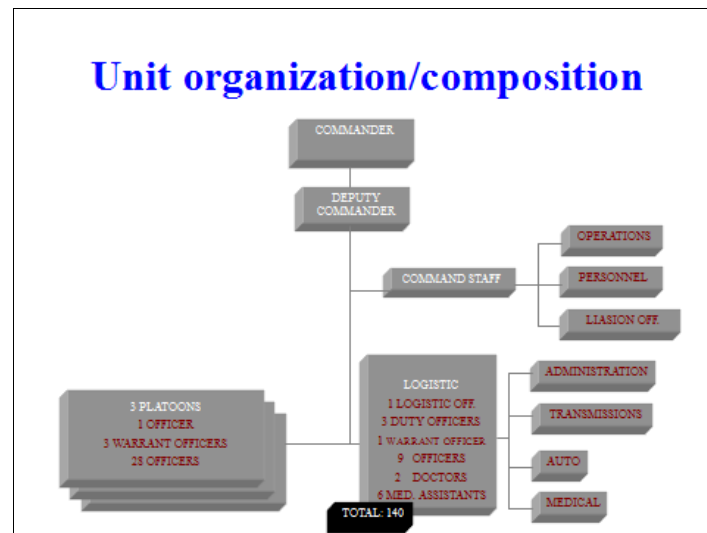 Unit organization/composition
COMMANDER
DEPUTY
COMMANDER
COMMAND STAFF
OPERATIONS
PERSONNEL
LIASION OFF.
3 PLATOONS
1 OFFICER
3 WARRANT OFFICERS
28 OFFICERS
LOGISTIC
1 LOGISTIC OFF.
3 DUTY OFFICERS
1 WARRANT OFFICER
9 OFFICERS
2 DOCTORS
6 MED. ASSISTANTS
TOTAL: 140
ADMINISTRATION
TRANSMISSIONS
AUTO
MEDICAL